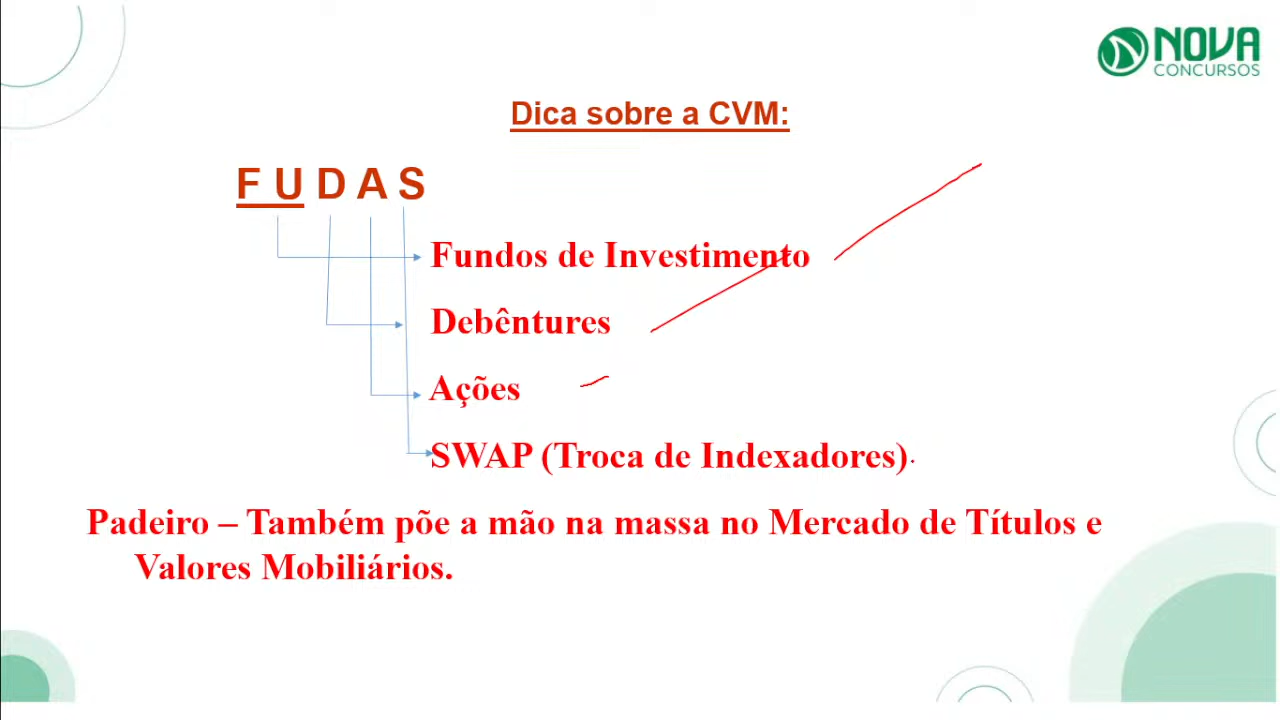 NOVA
CONCURSOS
Dica sobre a CVM:
F U D A S
Fundos de Investimento
Debêntures
Ações
SWAP (Troca de Indexadores)
Padeiro – Também põe a mão na massa no Mercado de Títulos e
Valores Mobiliários.